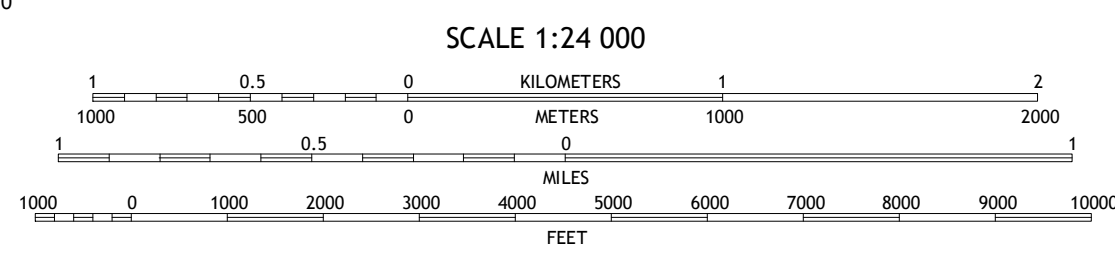 0
SCALE 1:24 000
1 0.5 0 KILOMETERS 1 2
1000 500 0 METERS 1000 2000
1 0.5 0 1
MILES
1000 0 1000 2000 3000 4000 5000 6000 7000 8000 9000 10000
FEET